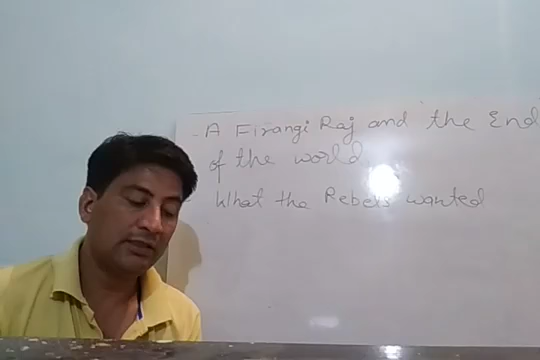 - A Firangi Raj and the End
of the world
What the Rebels wanted